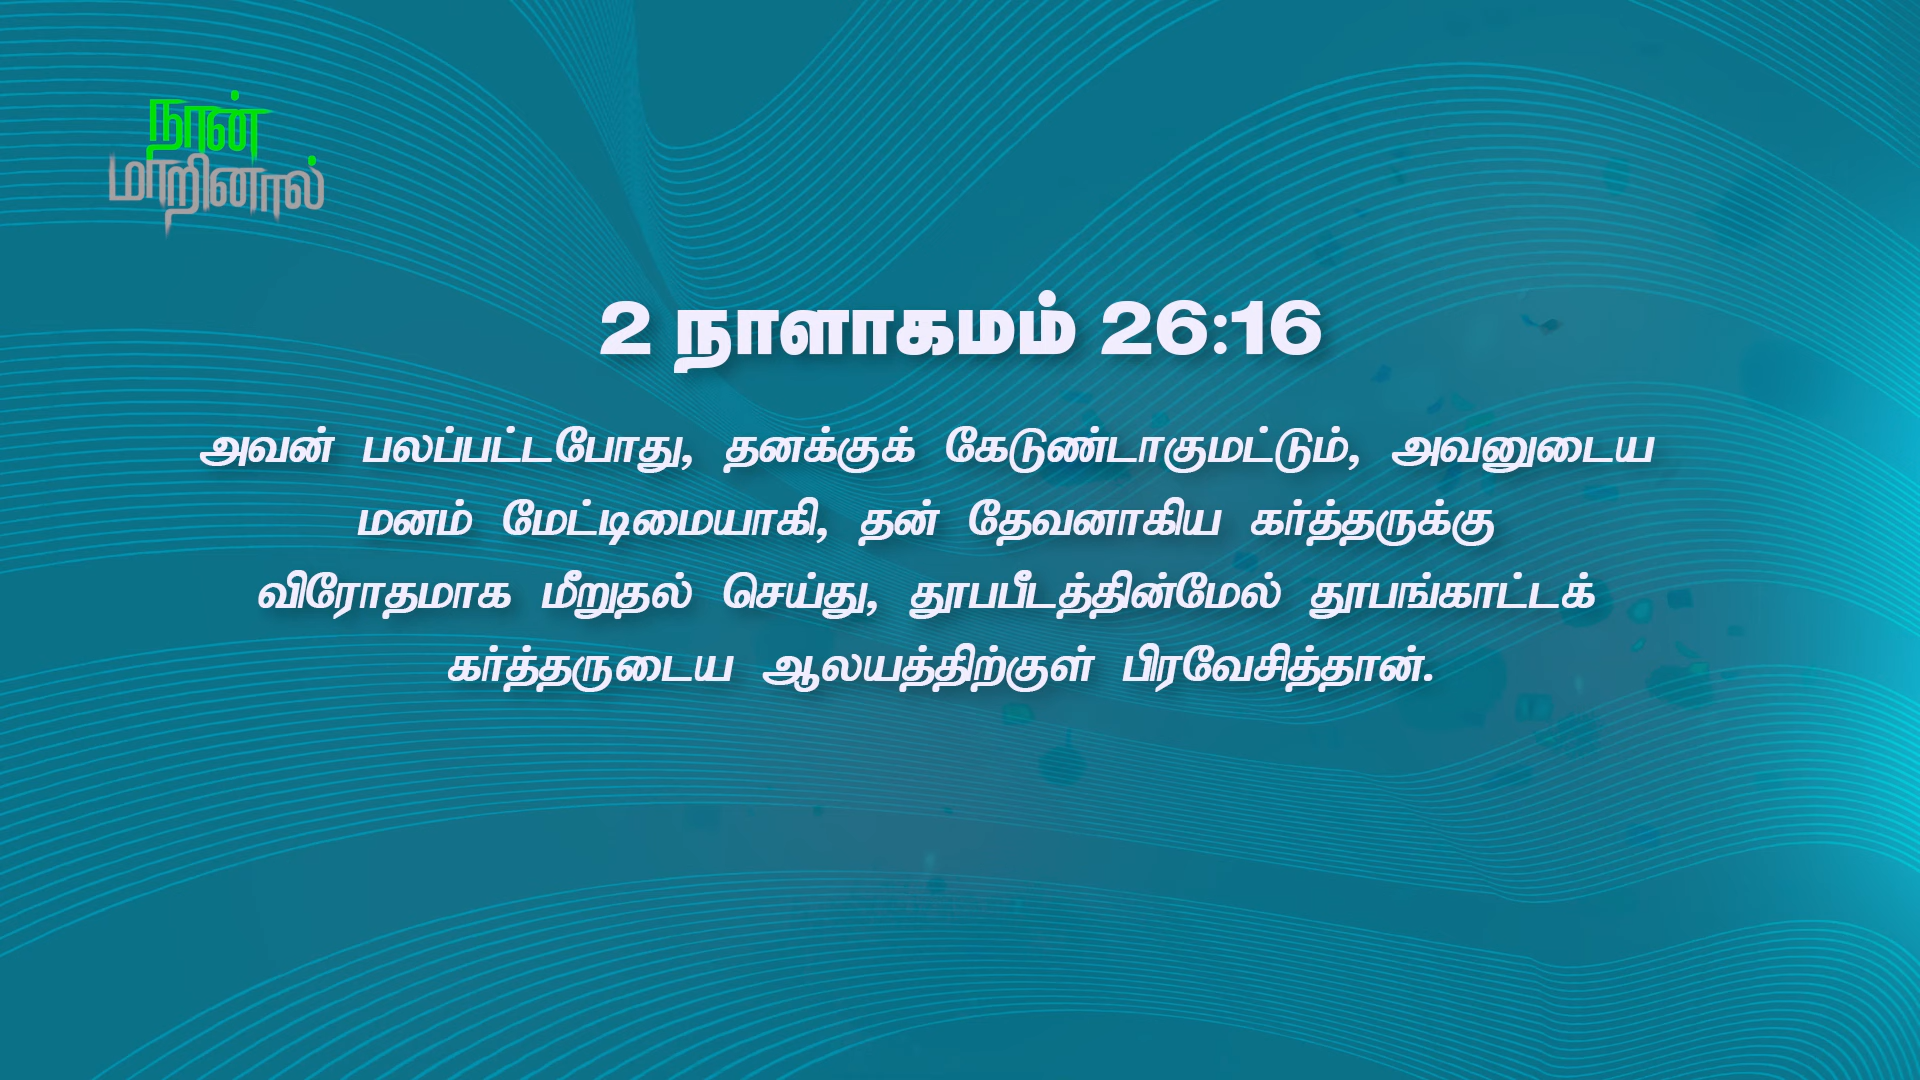 நான்
மாறினால்
2 நாளாகமம் 26:16
அவன் பலப்பட்டபோது, தனக்குக் கேடுண்டாகுமட்டும், அவனுடைய
மனம் மேட்டிமையாகி, தன் தேவனாகிய கர்த்தருக்கு
விரோதமாக மீறுதல் செய்து, தூபபீடத்தின்மேல் தூபங்காட்டக்
கர்த்தருடைய ஆலயத்திற்குள் பிரவேசித்தான்.